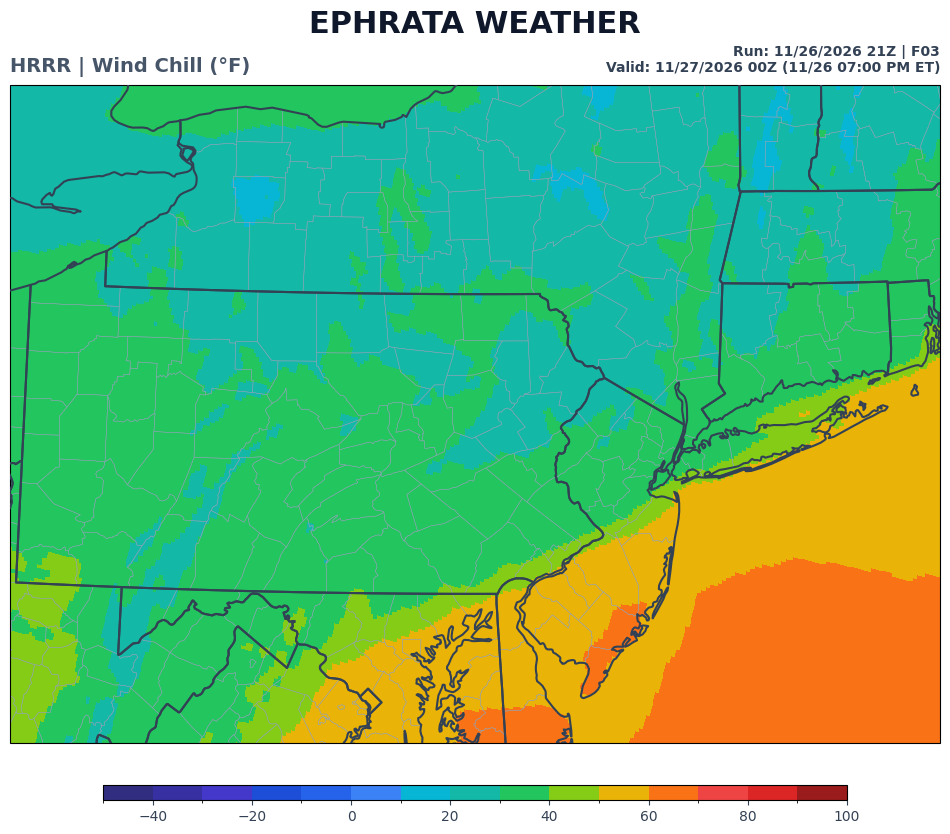 EPHRATA WEATHER
HRRR | Wind Chill (°F)
Run: 11/26/2026 21Z | F03
Valid: 11/27/2026 00Z (11/26 07:00 PM ET)
−40 −20 0 20 40 60 80 100